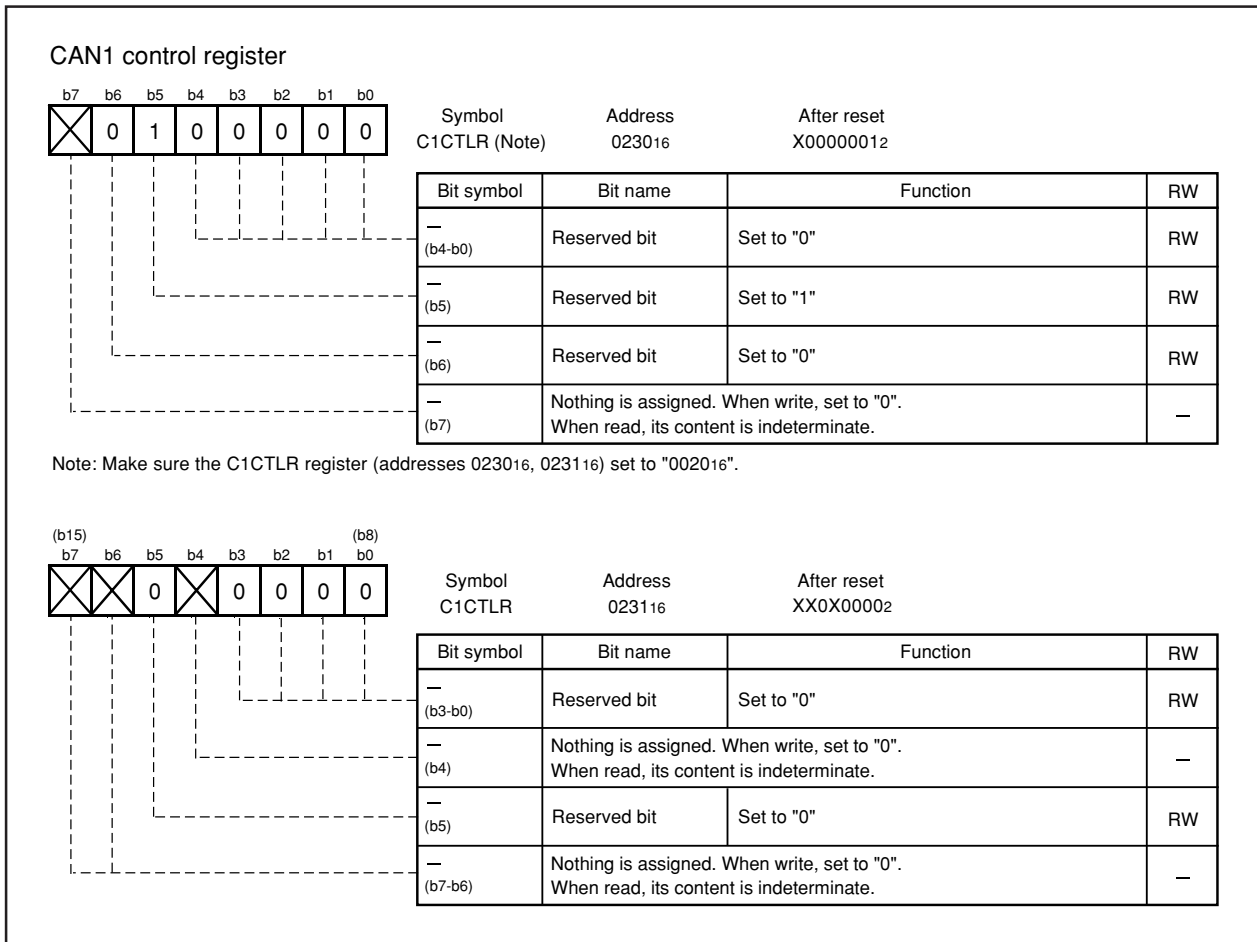 CAN1 control register
b7 b6 b5 b4 b3 b2 b1 b0
0 1 0 0 0 0 0
Symbol Address After reset
C1CTLR (Note) 023016 X00000012
Bit symbol Bit name Function RW
– (b4-b0) Reserved bit Set to "0" RW
– (b5) Reserved bit Set to "1" RW
– (b6) Reserved bit Set to "0" RW
– (b7) Nothing is assigned. When write, set to "0".
When read, its content is indeterminate. –
Note: Make sure the C1CTLR register (addresses 023016, 023116) set to "002016".
(b15) (b8)
b7 b6 b5 b4 b3 b2 b1 b0
0 0 0 0 0
Symbol Address After reset
C1CTLR 023116 XX0X00002
Bit symbol Bit name Function RW
– (b3-b0) Reserved bit Set to "0" RW
– (b4) Nothing is assigned. When write, set to "0".
When read, its content is indeterminate. –
– (b5) Reserved bit Set to "0" RW
– (b7-b6) Nothing is assigned. When write, set to "0".
When read, its content is indeterminate. –